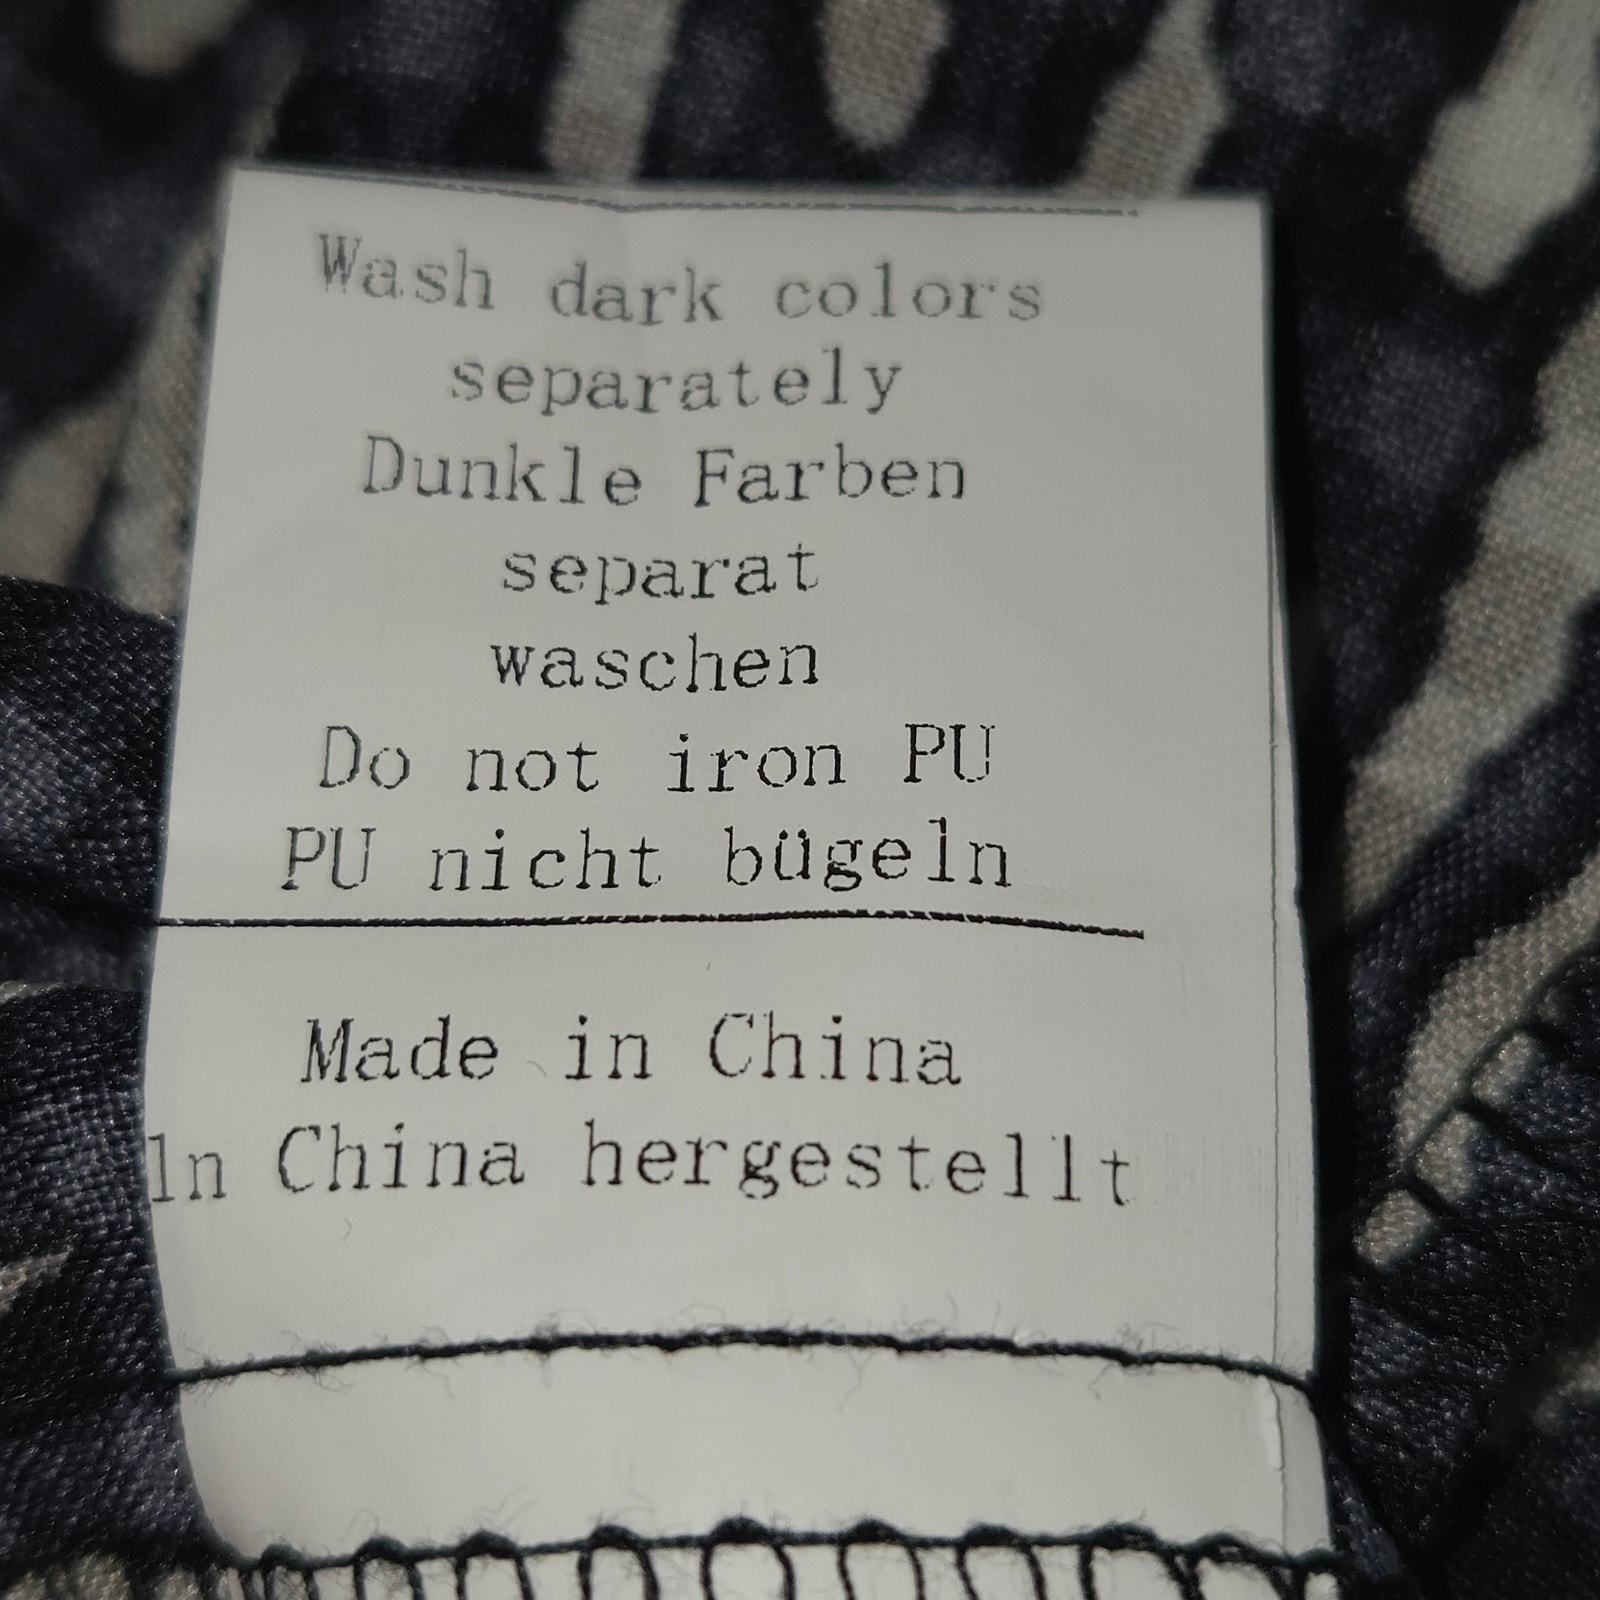 Wash dark colors
separately
Dunkle Farben
separat
waschen
Do not iron PU
PU nicht bügeln
Made in China
In China hergestellt